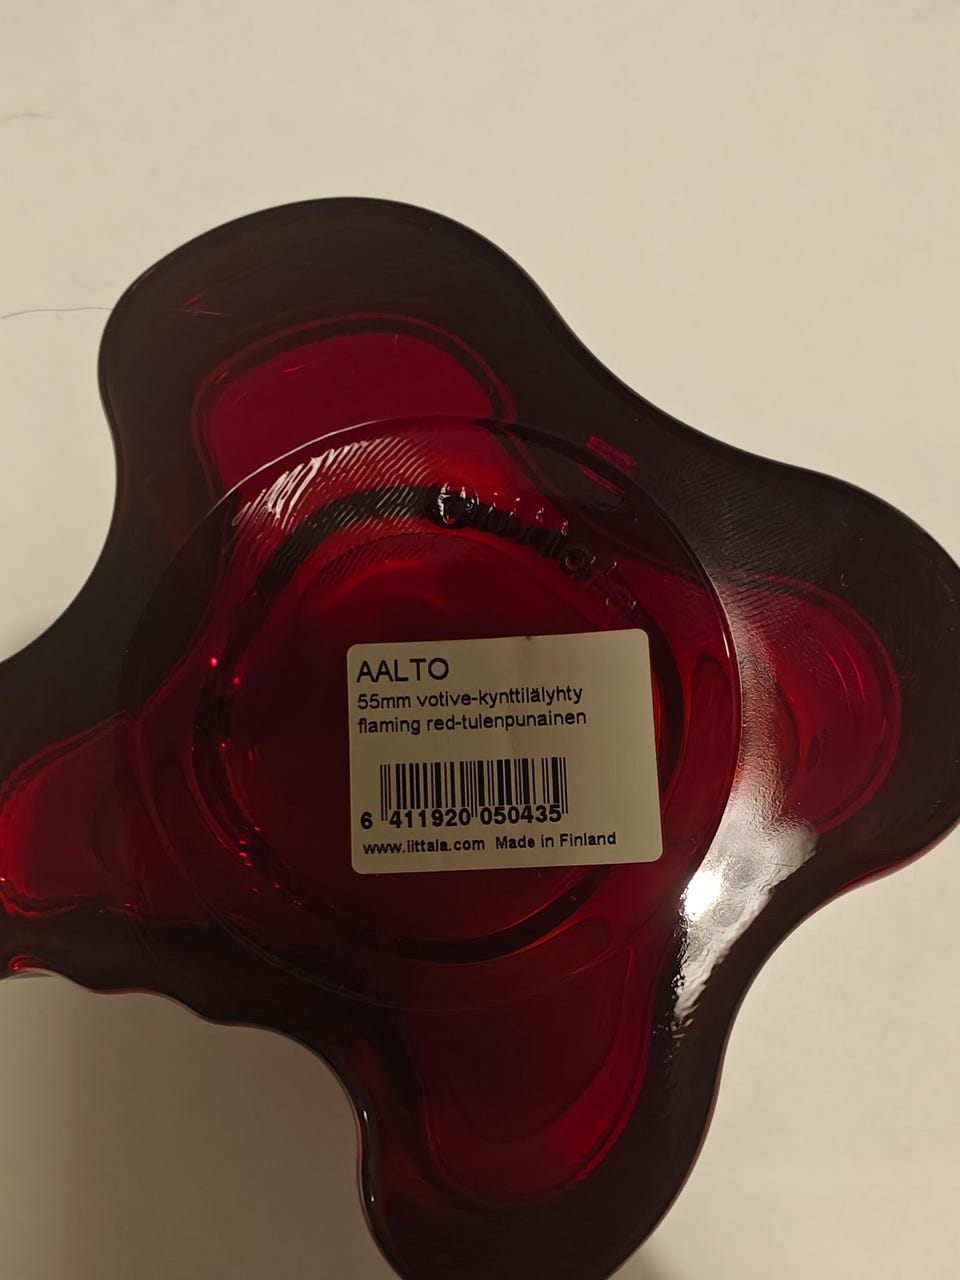 AALTO
55mm votive-kynttilälyhty
flaming red-tulenpunainen
6 411920 050435
www.iittala.com Made in Finland